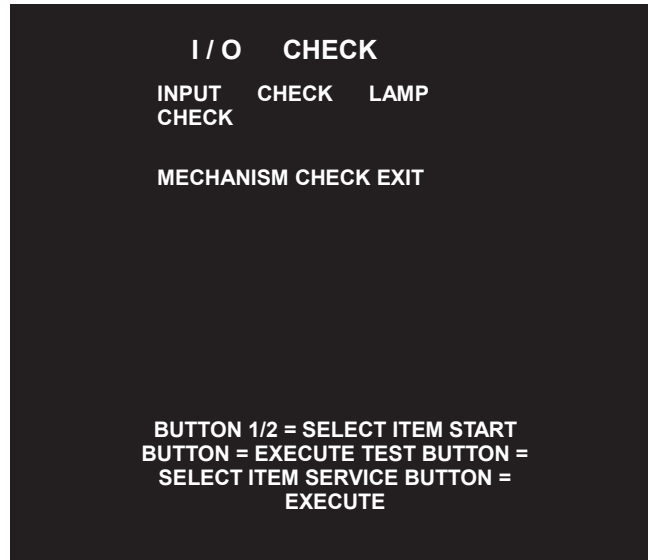 I / O CHECK
INPUT CHECK LAMP
CHECK
MECHANISM CHECK EXIT
BUTTON 1/2 = SELECT ITEM START
BUTTON = EXECUTE TEST BUTTON =
SELECT ITEM SERVICE BUTTON =
EXECUTE